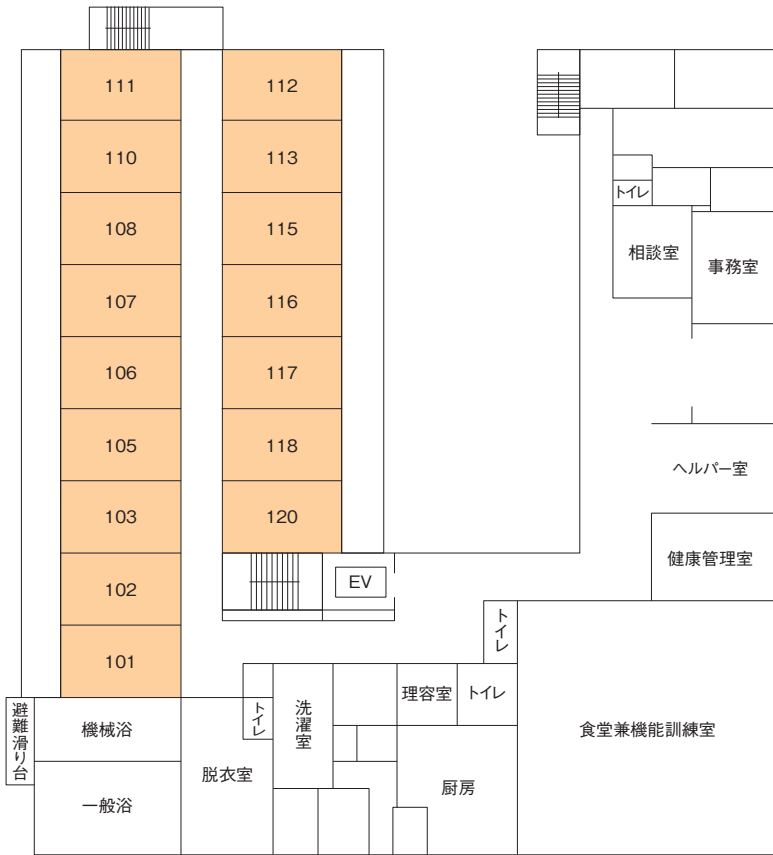 111
112
110
113
トイレ
108
115
相談室
事務室
107
116
106
117
105
118
ヘルパー室
103
120
健康管理室
102
EV
トイレ
101
避難滑り台
機械浴
トイレ
洗濯室
理容室
トイレ
食堂兼機能訓練室
脱衣室
厨房
一般浴